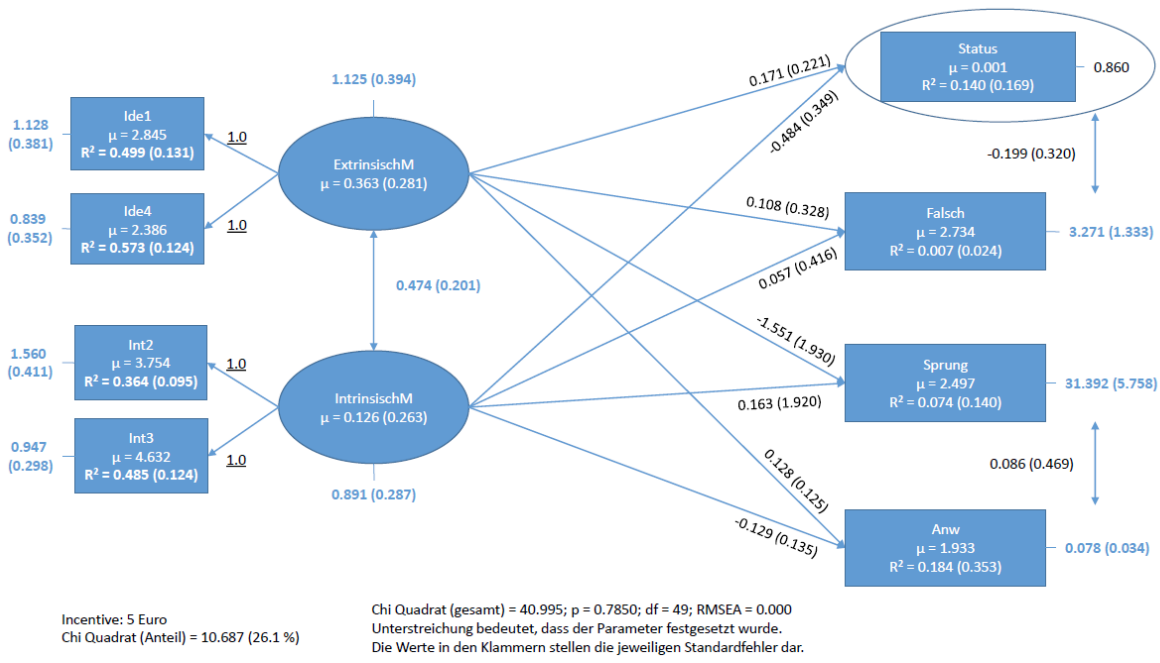 Status
μ = 0.001
R² = 0.140 (0.169)
0.860
0.171 (0.221)
1.125 (0.394)
-0.484 (0.349)
Ide1
μ = 2.845
R² = 0.499 (0.131)
1.128
(0.381)
1.0
ExtrinsischM
μ = 0.363 (0.281)
-0.199 (0.320)
Ide4
μ = 2.386
R² = 0.573 (0.124)
0.839
(0.352)
1.0
0.108 (0.328)
Falsch
μ = 2.734
R² = 0.007 (0.024)
3.271 (1.333)
0.057 (0.416)
0.474 (0.201)
-1.551 (1.930)
Int2
μ = 3.754
R² = 0.364 (0.095)
1.560
(0.411)
1.0
Sprung
μ = 2.497
R² = 0.074 (0.140)
31.392 (5.758)
IntrinsischM
μ = 0.126 (0.263)
0.163 (1.920)
Int3
μ = 4.632
R² = 0.485 (0.124)
0.947
(0.298)
1.0
0.891 (0.287)
0.128 (0.125)
0.086 (0.469)
-0.129 (0.135)
Anw
μ = 1.933
R² = 0.184 (0.353)
0.078 (0.034)
Incentive: 5 Euro
Chi Quadrat (Anteil) = 10.687 (26.1 %)
Chi Quadrat (gesamt) = 40.995; p = 0.7850; df = 49; RMSEA = 0.000
Unterstreichung bedeutet, dass der Parameter festgesetzt wurde.
Die Werte in den Klammern stellen die jeweiligen Standardfehler dar.